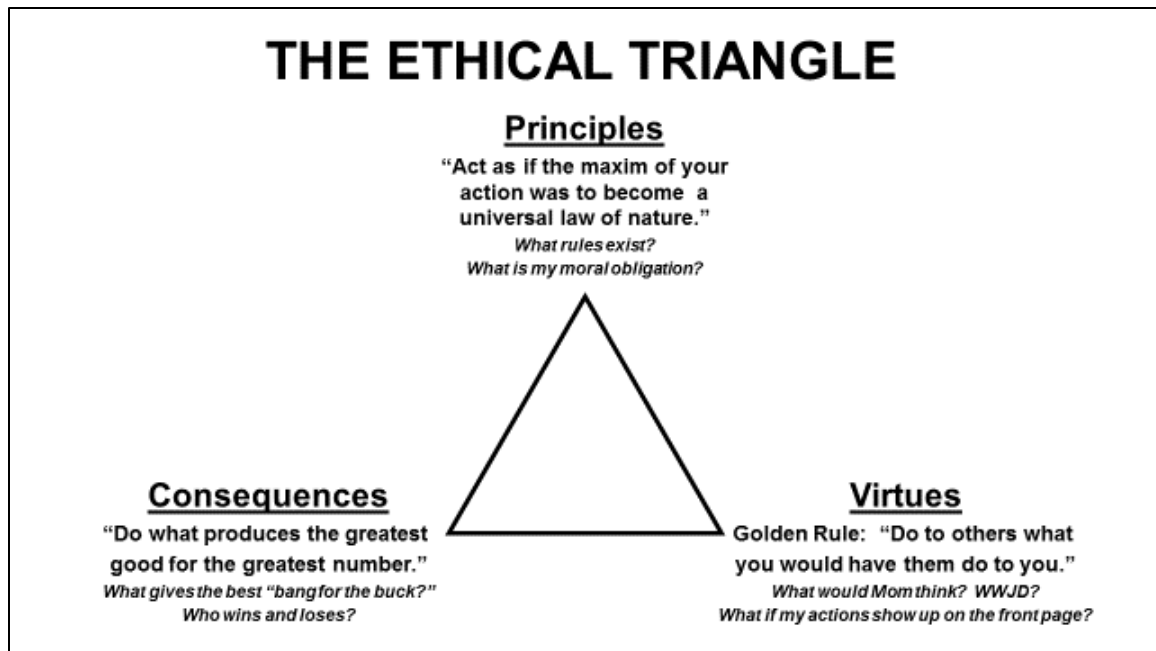 THE ETHICAL TRIANGLE
Principles
“Act as if the maxim of your
action was to become a
universal law of nature.”
What rules exist?
What is my moral obligation?
Consequences
“Do what produces the greatest
good for the greatest number.”
What gives the best “bang for the buck?”
Who wins and loses?
Virtues
Golden Rule: “Do to others what
you would have them do to you.”
What would Mom think? WWJD?
What if my actions show up on the front page?